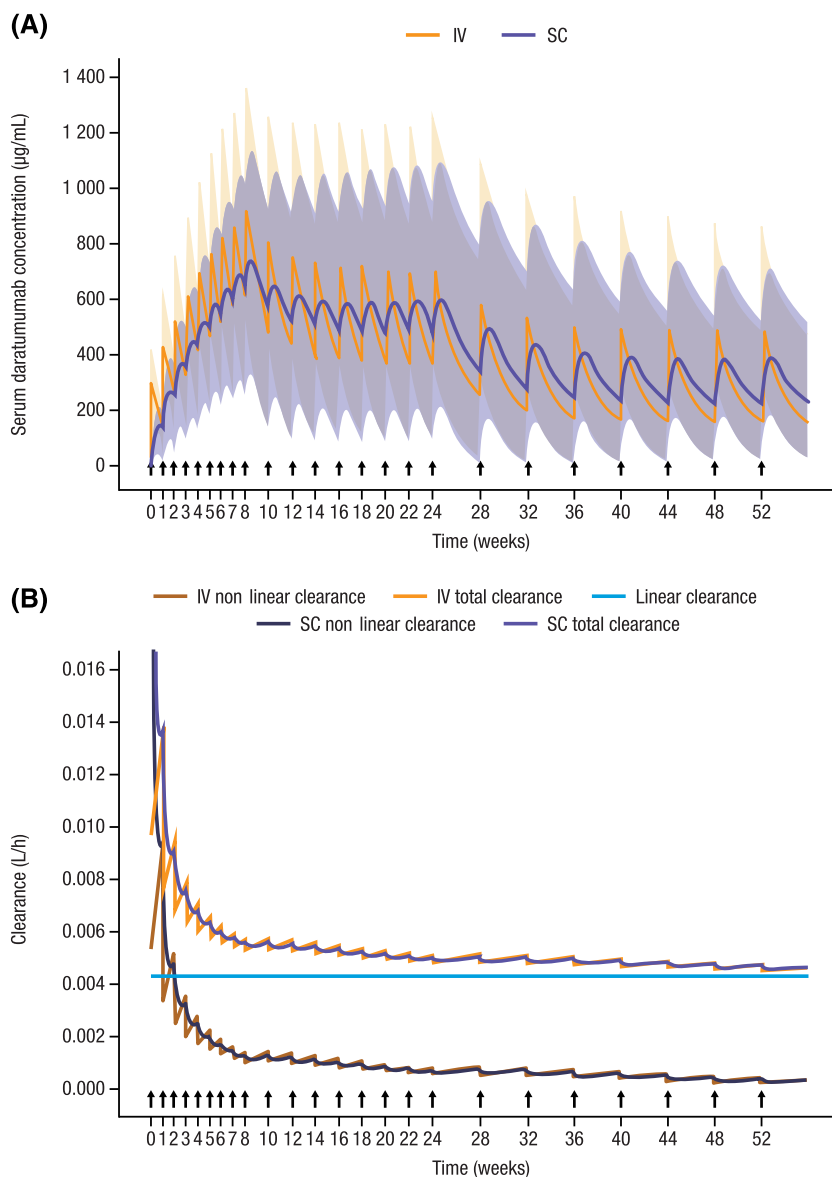 (A)
IV SC
Serum daratumumab concentration (µg/mL)
1 400
1 200
1 000
800
600
400
200
0
0 1 2 3 4 5 6 7 8 10 12 14 16 18 20 22 24 28 32 36 40 44 48 52
Time (weeks)
(B)
IV non linear clearance IV total clearance Linear clearance
SC non linear clearance SC total clearance
Clearance (L/h)
0.016
0.014
0.012
0.010
0.008
0.006
0.004
0.002
0.000
0 1 2 3 4 5 6 7 8 10 12 14 16 18 20 22 24 28 32 36 40 44 48 52
Time (weeks)